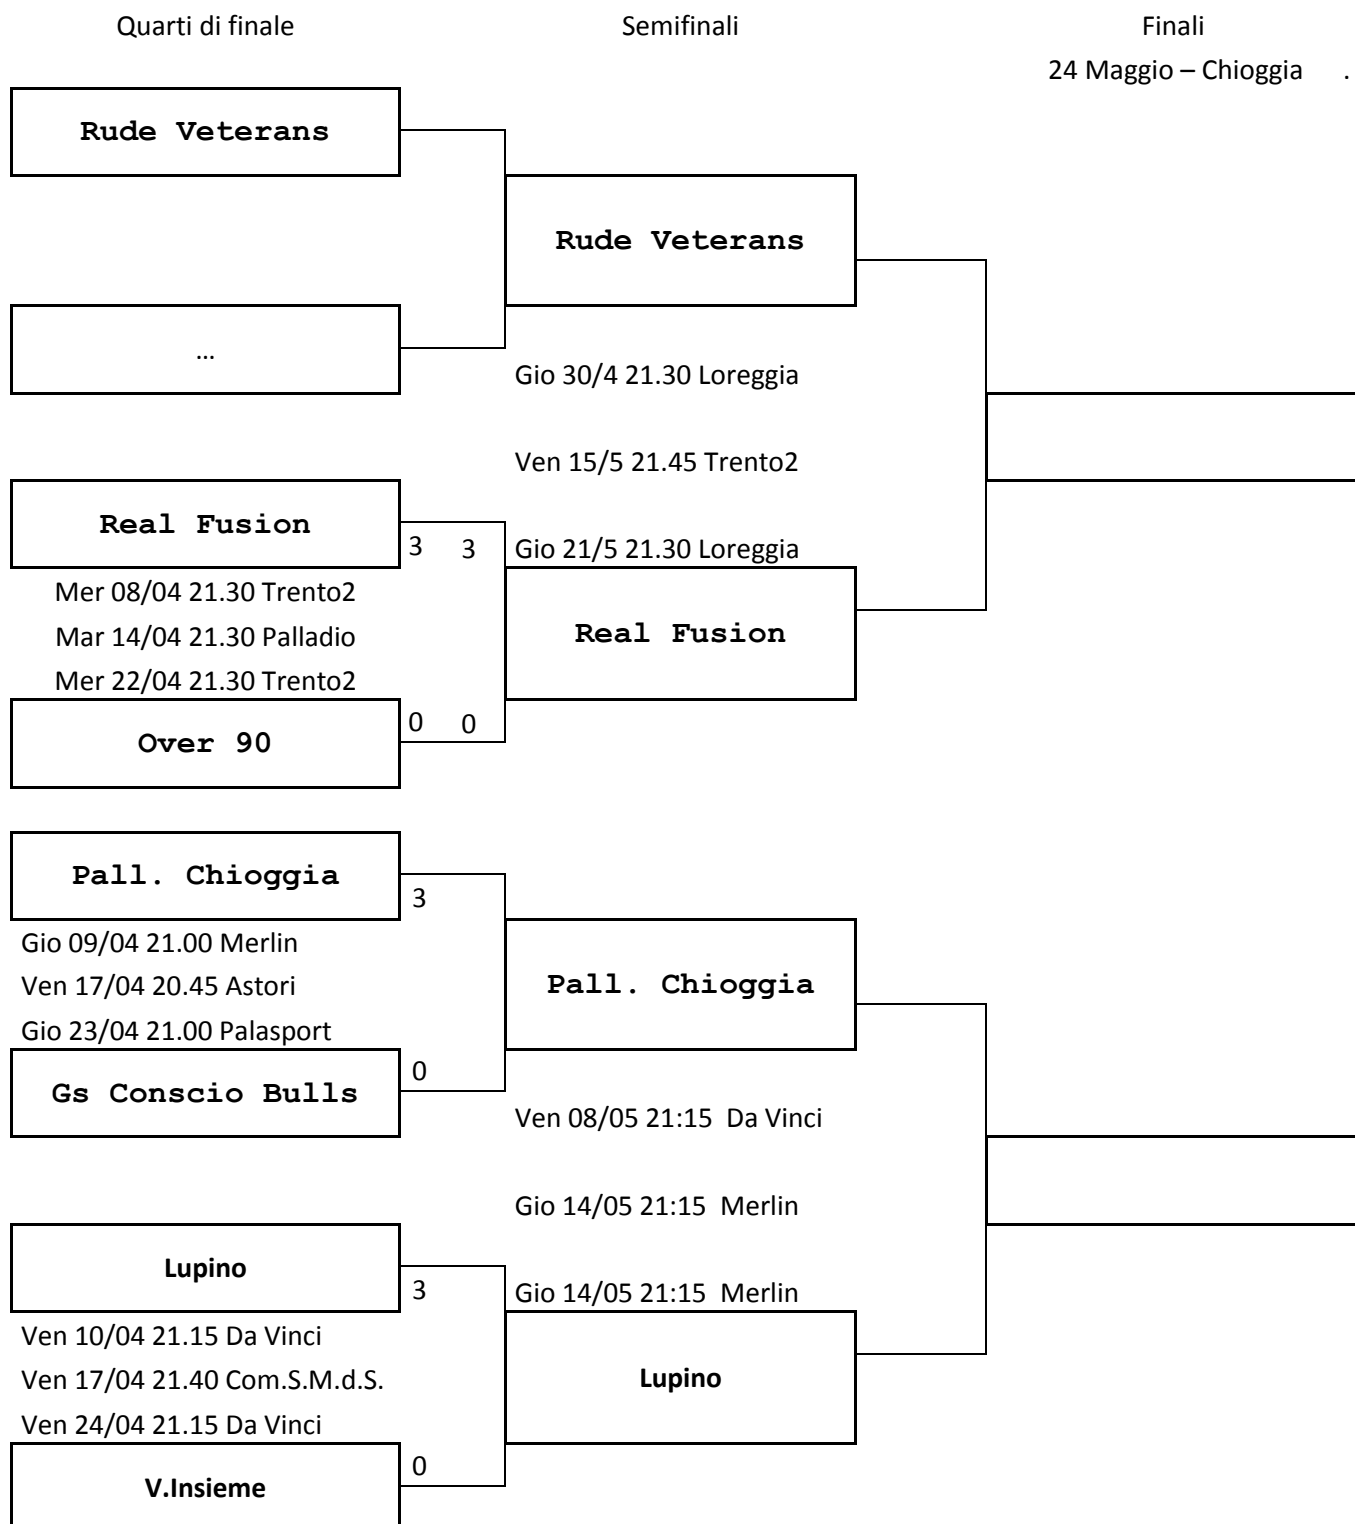 Quarti di finale
Semifinali
Finali
24 Maggio – Chioggia .
Rude Veterans
Rude Veterans
...
Gio 30/4 21.30 Loreggia
Ven 15/5 21.45 Trento2
Real Fusion
3 3
Gio 21/5 21.30 Loreggia
Mer 08/04 21.30 Trento2
Mar 14/04 21.30 Palladio
Real Fusion
Mer 22/04 21.30 Trento2
0 0
Over 90
Pall. Chioggia
3
Gio 09/04 21.00 Merlin
Ven 17/04 20.45 Astori
Pall. Chioggia
Gio 23/04 21.00 Palasport
0
Gs Conscio Bulls
Ven 08/05 21:15 Da Vinci
Gio 14/05 21:15 Merlin
Lupino
3
Gio 14/05 21:15 Merlin
Ven 10/04 21.15 Da Vinci
Ven 17/04 21.40 Com.S.M.d.S.
Lupino
Ven 24/04 21.15 Da Vinci
0
V.Insieme